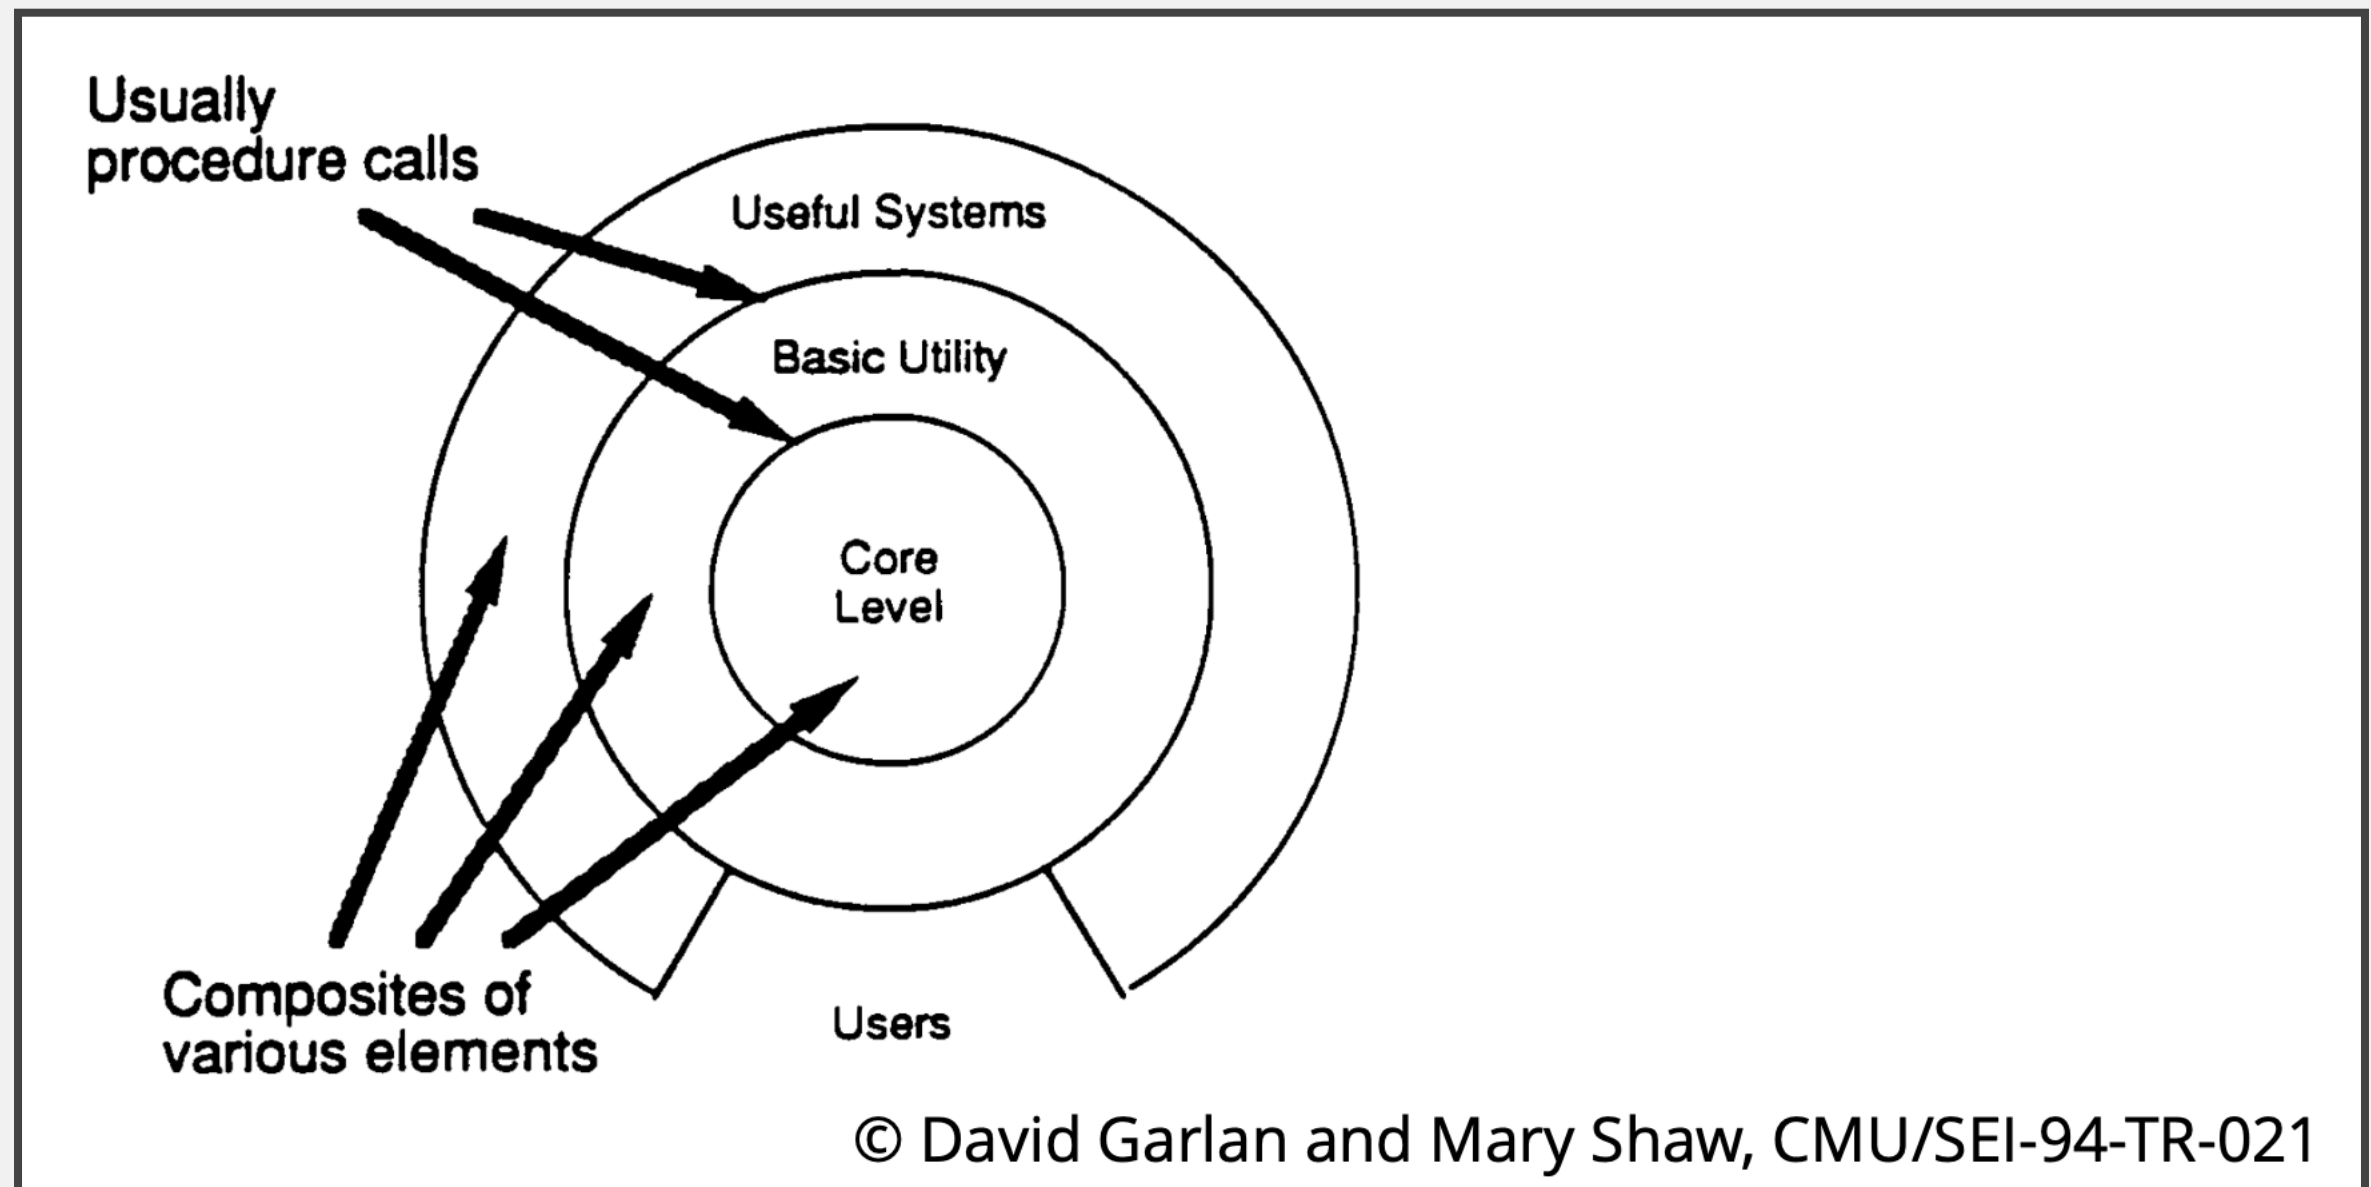 Usually
procedure calls
Useful Systems
Basic Utility
Core
Level
Composites of
various elements
Users
© David Garlan and Mary Shaw, CMU/SEI-94-TR-021